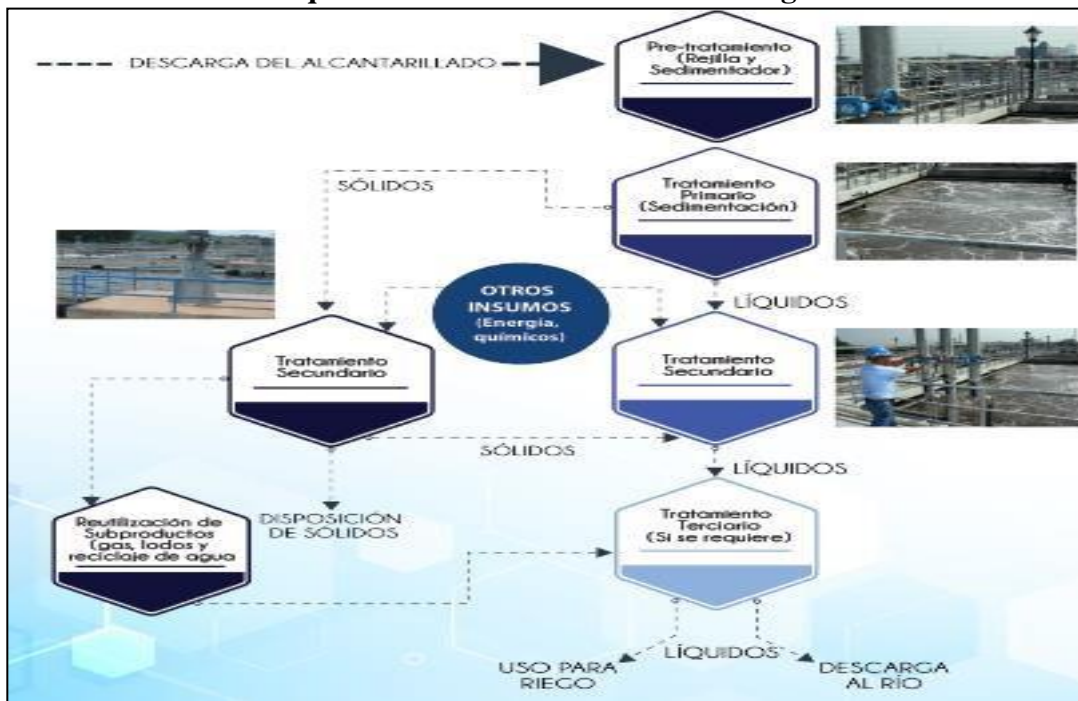 DESCARGA DEL ALCANTARILLADO
Pre-tratamiento
(Rejilla y
Sedimentador)
SÓLIDOS
Tratamiento
Primario
(Sedimentación)
OTROS
INSUMOS
(Energía,
químicos)
LÍQUIDOS
Tratamiento
Secundario
Tratamiento
Secundario
SÓLIDOS
LÍQUIDOS
Reutilización de
Subproductos
(gas, lodos y
reciclaje de agua
DISPOSICIÓN
DE SÓLIDOS
Tratamiento
Terciario
(Si se requiere)
LÍQUIDOS
USO PARA
RIEGO
DESCARGA
AL RÍO